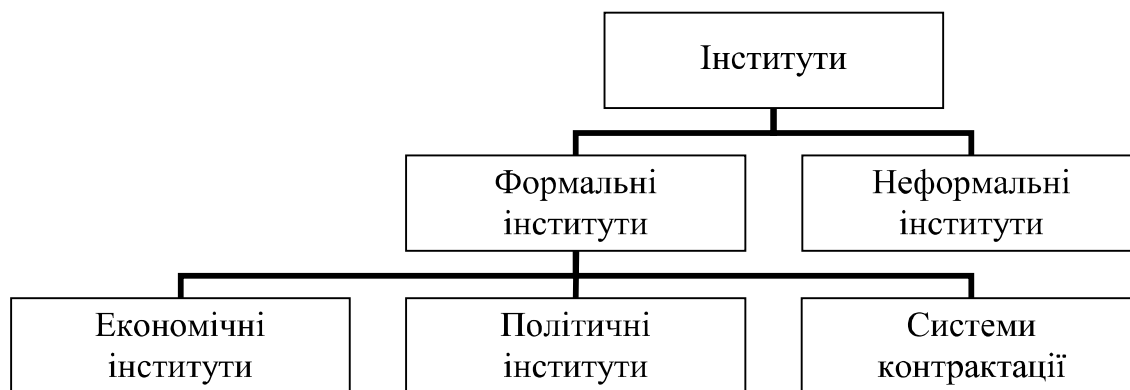 Інститути
Формальні
інститути
Неформальні
інститути
Економічні
інститути
Політичні
інститути
Системи
контрактації